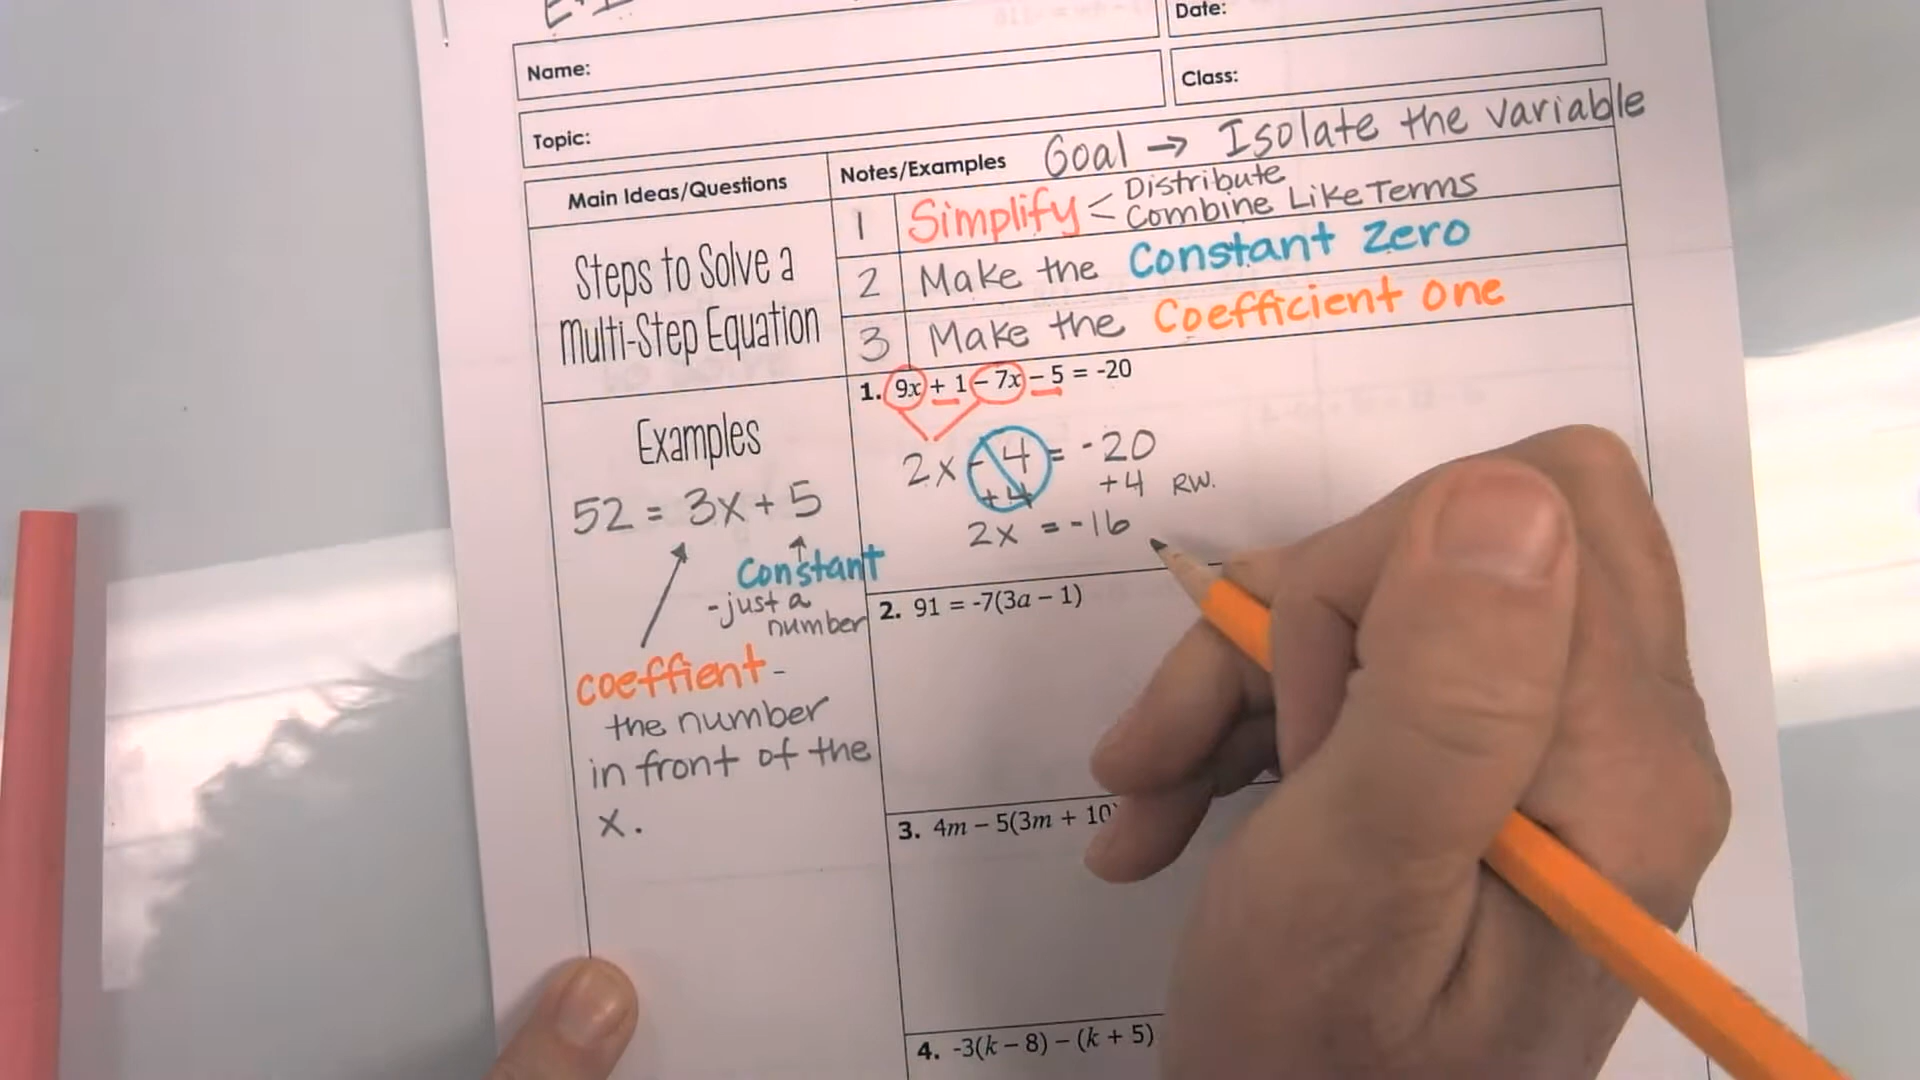 Name:
Date:
Topic:
Class:
Main Ideas/Questions
Notes/Examples Goal → Isolate the variable
Steps to Solve a
Multi-Step Equation
1 Simplify < Distribute
Combine Like Terms
2 Make the Constant Zero
3 Make the Coefficient one
Examples
52 = 3x + 5
Constant
- just a
number
coeffient -
the number
in front of the
x.
1. 9x + 1 – 7x – 5 = -20
2x - 4 = -20
+4 +4 RW.
2x = -16
2. 91 = -7(3a – 1)
3. 4m – 5(3m + 10)
4. -3(k – 8) – (k + 5)